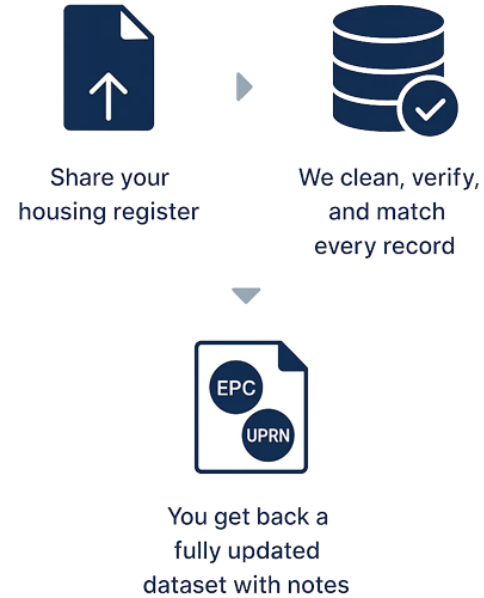 Share your
housing register
We clean, verify,
and match
every record
EPC
UPRN
You get back a
fully updated
dataset with notes